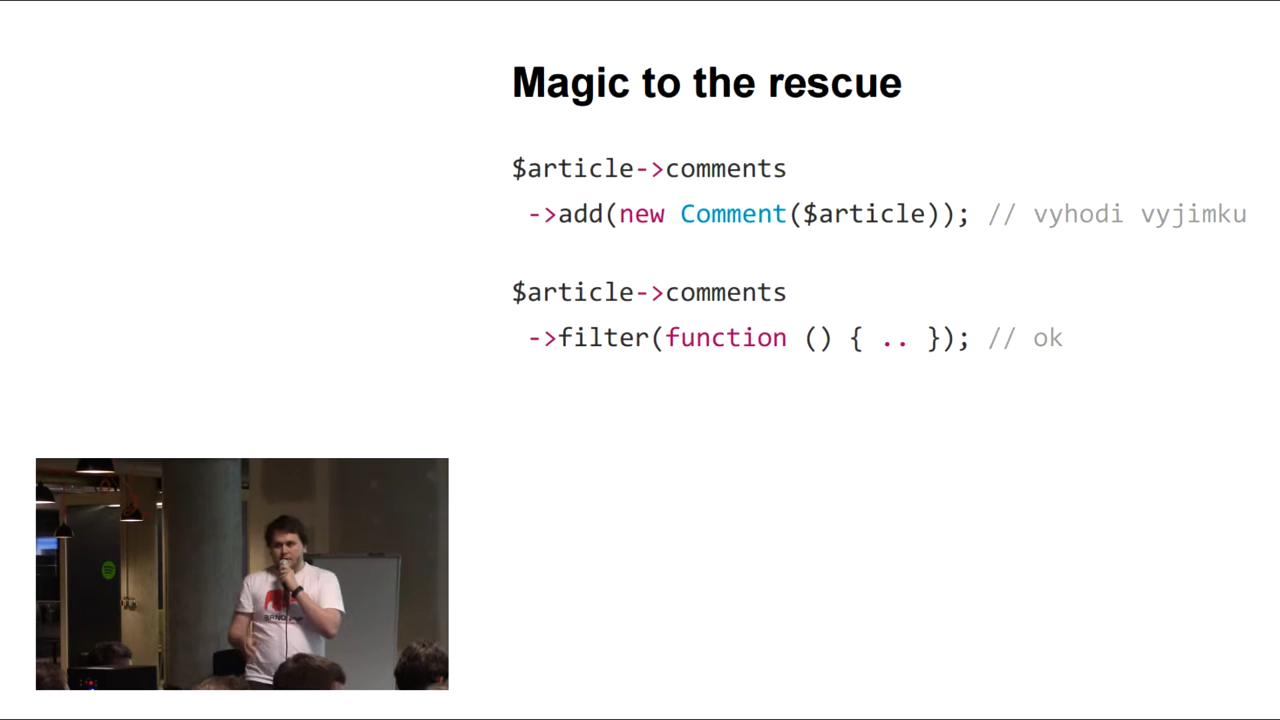 Magic to the rescue
$article->comments
->add(new Comment($article)); // vyhodi vyjimku
$article->comments
->filter(function () { .. }); // ok